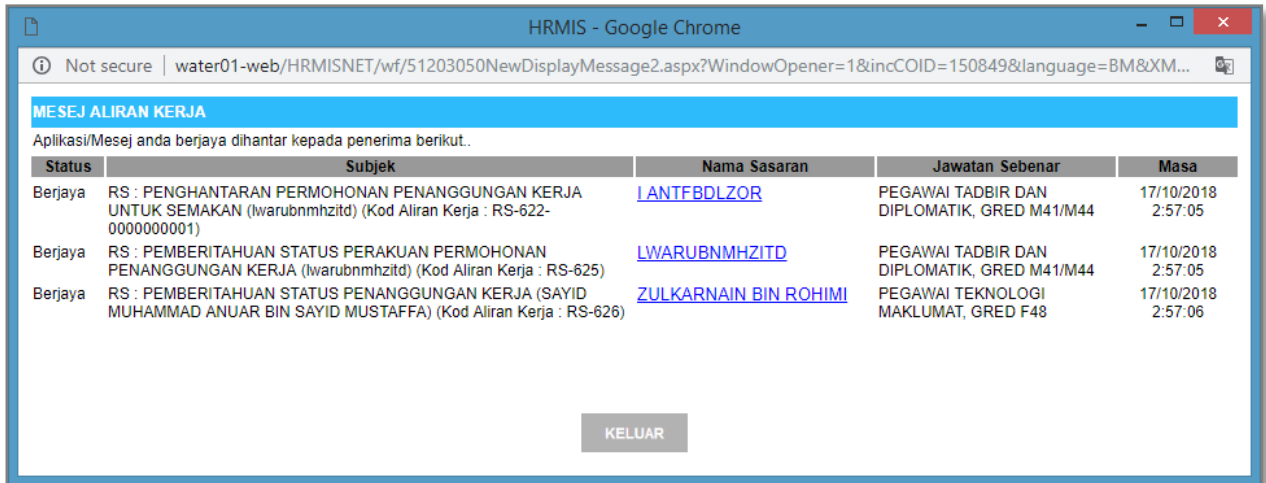 HRMIS - Google Chrome
Not secure | water01-web/HRMISNET/wf/51203050NewDisplayMessage2.aspx?WindowOpener=1&incCOID=150849&language=BM&XM...
MESEJ ALIRAN KERJA
Aplikasi/Mesej anda berjaya dihantar kepada penerima berikut..
Status Subjek Nama Sasaran Jawatan Sebenar Masa
Berjaya RS : PENGHANTARAN PERMOHONAN PENANGGUNGAN KERJA I ANTFBDLZOR PEGAWAI TADBIR DAN 17/10/2018
UNTUK SEMAKAN (lwarubnmhzitd) (Kod Aliran Kerja : RS-622- DIPLOMATIK, GRED M41/M44 2:57:05
0000000001)
Berjaya RS : PEMBERITAHUAN STATUS PERAKUAN PERMOHONAN LWARUBNMHZITD PEGAWAI TADBIR DAN 17/10/2018
PENANGGUNGAN KERJA (lwarubnmhzitd) (Kod Aliran Kerja : RS-625) DIPLOMATIK, GRED M41/M44 2:57:05
Berjaya RS : PEMBERITAHUAN STATUS PENANGGUNGAN KERJA (SAYID ZULKARNAIN BIN ROHIMI PEGAWAI TEKNOLOGI 17/10/2018
MUHAMMAD ANUAR BIN SAYID MUSTAFFA) (Kod Aliran Kerja : RS-626) MAKLUMAT, GRED F48 2:57:06
KELUAR